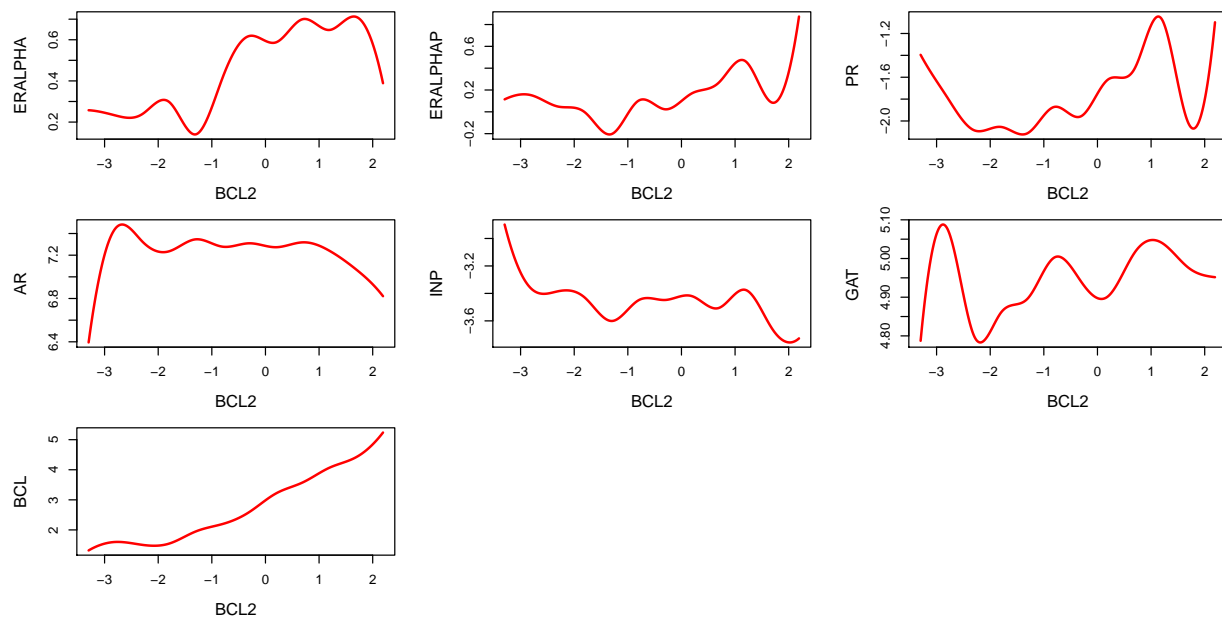 ERALPHA
0.2 0.4 0.6
−3 −2 −1 0 1 2
BCL2
ERALPHAP
−0.2 0.2 0.6
−3 −2 −1 0 1 2
BCL2
PR
−2.0 −1.6 −1.2
−3 −2 −1 0 1 2
BCL2
AR
6.4 6.8 7.2
−3 −2 −1 0 1 2
BCL2
INP
−3.6 −3.2
−3 −2 −1 0 1 2
BCL2
GAT
4.80 4.90 5.00 5.10
−3 −2 −1 0 1 2
BCL2
BCL
2 3 4 5
−3 −2 −1 0 1 2
BCL2